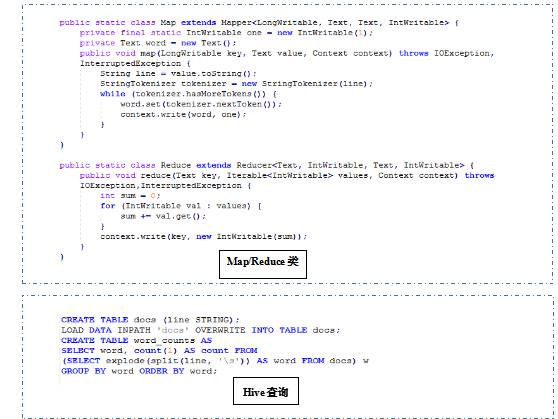 public static class Map extends Mapper<LongWritable, Text, Text, IntWritable> {
private final static IntWritable one = new IntWritable(1);
private Text word = new Text();
public void map(LongWritable key, Text value, Context context) throws IOException,
InterruptedException {
String line = value.toString();
StringTokenizer tokenizer = new StringTokenizer(line);
while (tokenizer.hasMoreTokens()) {
word.set(tokenizer.nextToken());
context.write(word, one);
}
}
}
public static class Reduce extends Reducer<Text, IntWritable, Text, IntWritable> {
public void reduce(Text key, Iterable<IntWritable> values, Context context) throws
IOException,InterruptedException {
int sum = 0;
for (IntWritable val : values) {
sum += val.get();
}
context.write(key, new IntWritable(sum));
}
}
Map/Reduce 类
CREATE TABLE docs (line STRING);
LOAD DATA INPATH 'docs' OVERWRITE INTO TABLE docs;
CREATE TABLE word_counts AS
SELECT word, count(1) AS count FROM
(SELECT explode(split(line, '\s')) AS word FROM docs) w
GROUP BY word ORDER BY word;
Hive 查询